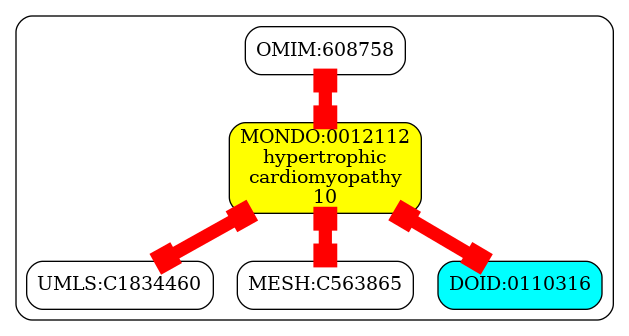 OMIM:608758
MONDO:0012112
hypertrophic
cardiomyopathy
10
UMLS:C1834460
MESH:C563865
DOID:0110316